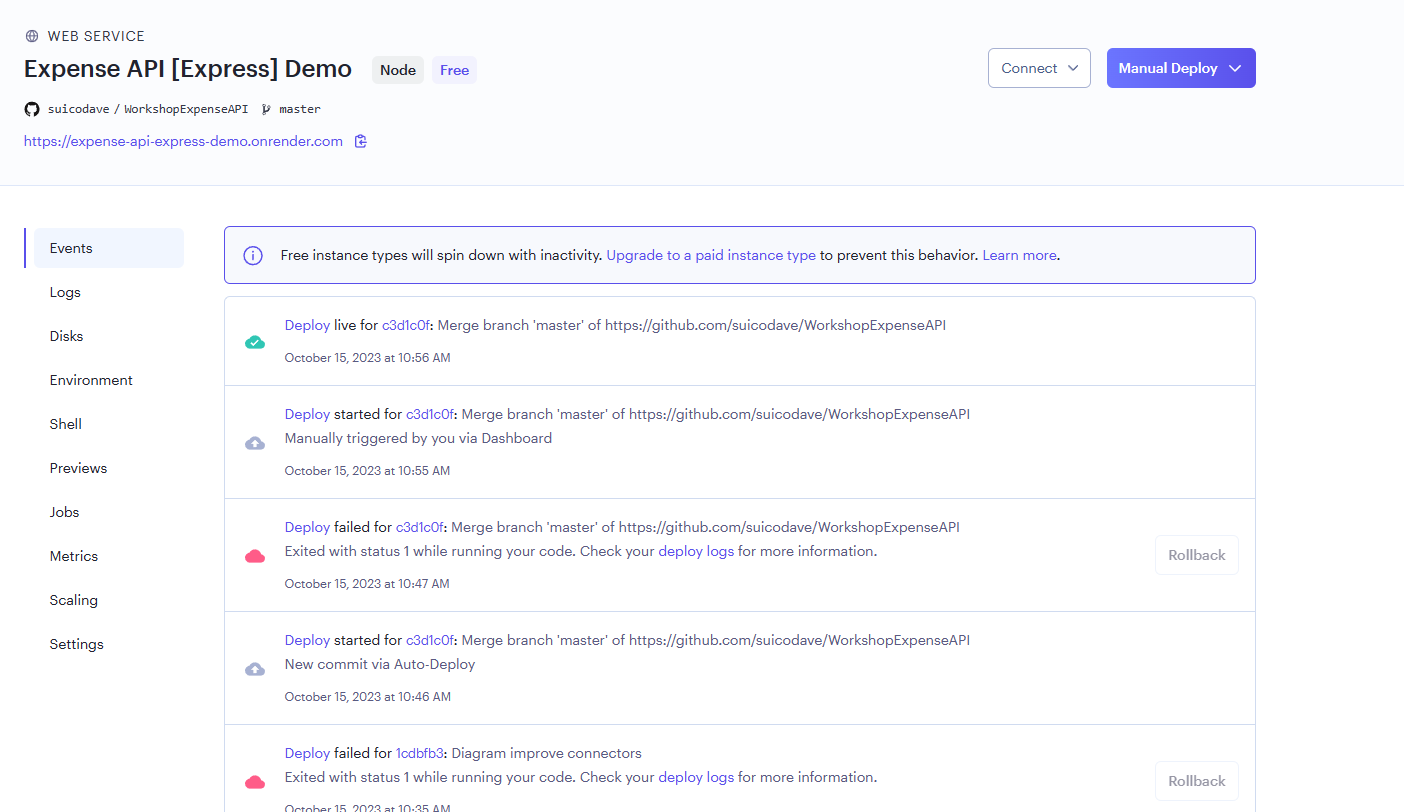 WEB SERVICE
Expense API [Express] Demo Node Free
Connect Manual Deploy
suicodave / WorkshopExpenseAPI master
https://expense-api-express-demo.onrender.com
Events
Logs
Disks
Environment
Shell
Previews
Jobs
Metrics
Scaling
Settings
Free instance types will spin down with inactivity. Upgrade to a paid instance type to prevent this behavior. Learn more.
Deploy live for c3d1c0f: Merge branch 'master' of https://github.com/suicodave/WorkshopExpenseAPI
October 15, 2023 at 10:56 AM
Deploy started for c3d1c0f: Merge branch 'master' of https://github.com/suicodave/WorkshopExpenseAPI
Manually triggered by you via Dashboard
October 15, 2023 at 10:55 AM
Deploy failed for c3d1c0f: Merge branch 'master' of https://github.com/suicodave/WorkshopExpenseAPI
Exited with status 1 while running your code. Check your deploy logs for more information.
Rollback
October 15, 2023 at 10:47 AM
Deploy started for c3d1c0f: Merge branch 'master' of https://github.com/suicodave/WorkshopExpenseAPI
New commit via Auto-Deploy
October 15, 2023 at 10:46 AM
Deploy failed for 1cdbfb3: Diagram improve connectors
Exited with status 1 while running your code. Check your deploy logs for more information.
Rollback
October 15, 2023 at 10:35 AM